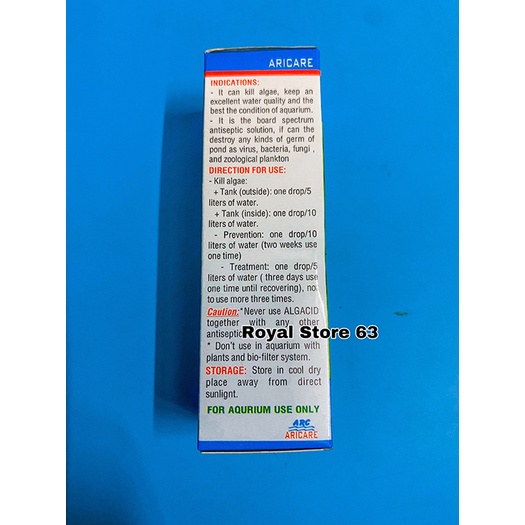 ARICARE
INDICATIONS:
- It can kill algae, keep an
excellent water quality and the
best the condition of aquarium.
- It is the board spectrum
antiseptic solution, if can the
destroy any kinds of germ of
pond as virus, bacteria, fungi ,
and zoological plankton
DIRECTION FOR USE:
- Kill algae:
+ Tank (outside): one drop/5
liters of water.
+ Tank (inside): one drop/10
liters of water.
- Prevention: one drop/10
liters of water (two weeks use
one time)
- Treatment: one drop/5
liters of water ( three days use
one time until recovering), not
to use more three times.
Caution:*Never use ALGACID
together with any other
antiseptic
Royal Store 63
* Don't use in aquarium with
plants and bio-filter system.
STORAGE: Store in cool dry
place away from direct
sunlignt.
FOR AQURIUM USE ONLY
ARC
ARICARE